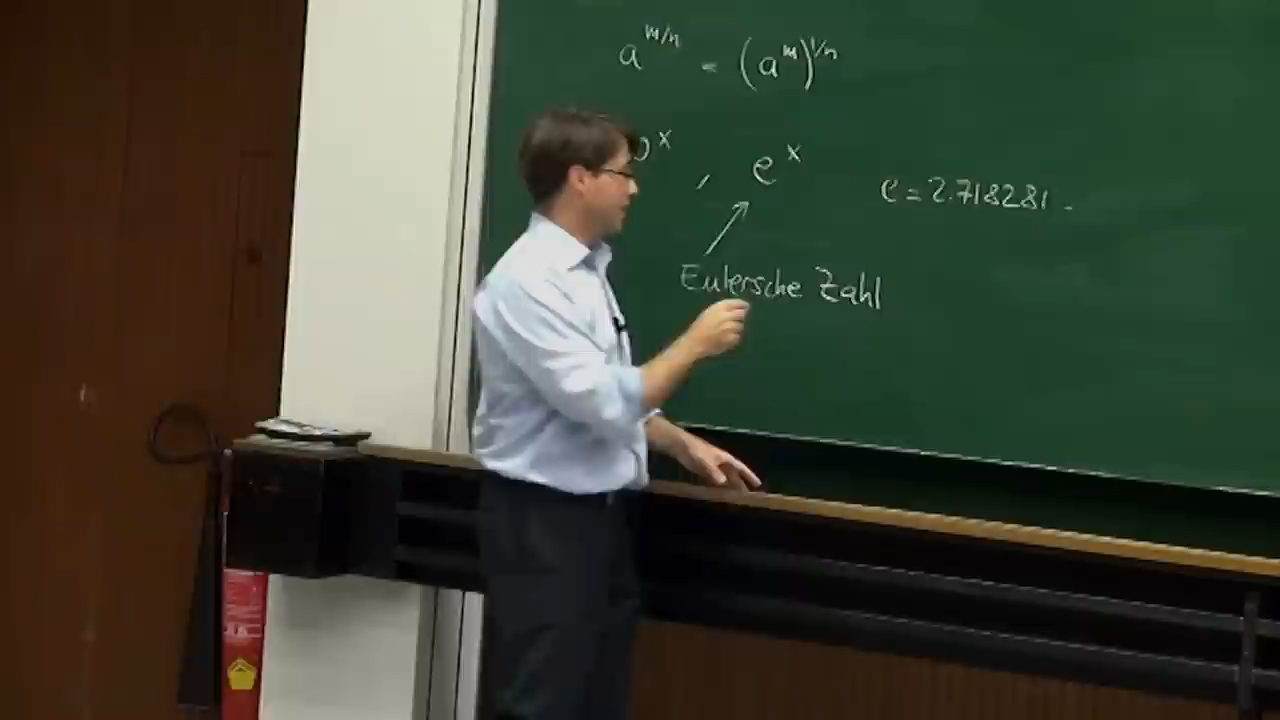 a^{m/n} = (a^m)^{1/n}
x , e^x e = 2.718281
Eulersche Zahl